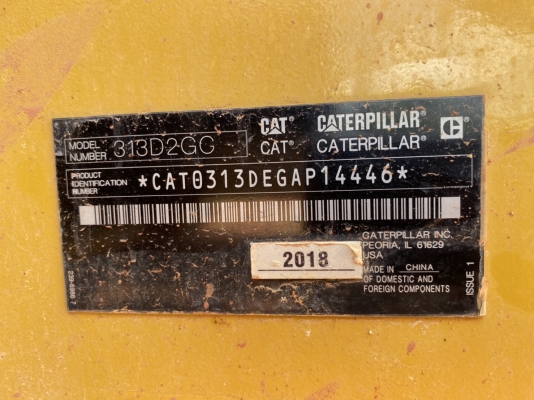 MODEL NUMBER 313D2GC
CAT CATERPILLAR C
CAT CATERPILLAR
PRODUCT IDENTIFICATION NUMBER *CAT0313DEGAP14446*
CATERPILLAR INC.
PEORIA, IL 61629
USA
2018
MADE IN CHINA
OF DOMESTIC AND
FOREIGN COMPONENTS
ISSUE 1